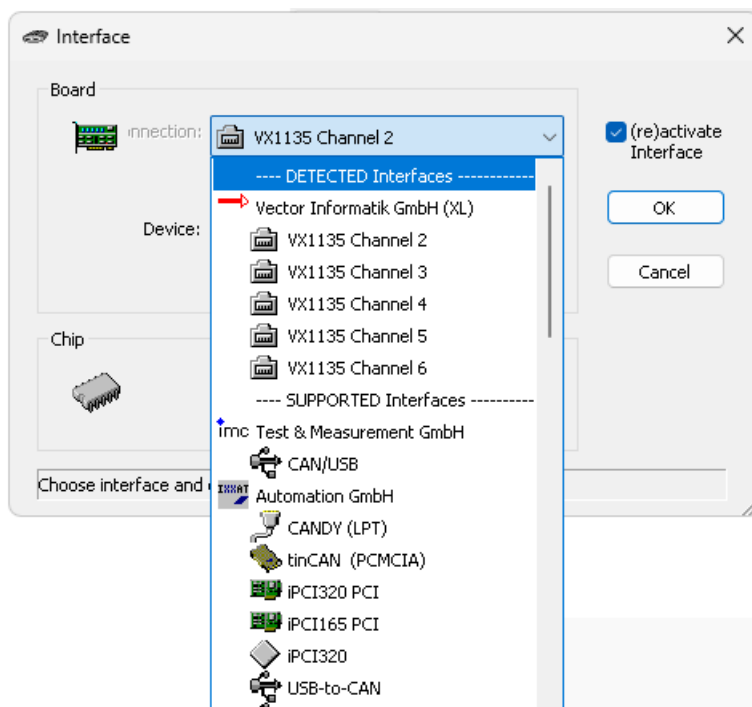 Interface
Board
nnection:
VX1135 Channel 2
(re)activate
Interface
---- DETECTED Interfaces ------------
Vector Informatik GmbH (XL)
OK
Device:
VX1135 Channel 2
VX1135 Channel 3
Cancel
VX1135 Channel 4
VX1135 Channel 5
Chip
VX1135 Channel 6
---- SUPPORTED Interfaces ----------
imc Test & Measurement GmbH
CAN/USB
Choose interface and
IXXAT Automation GmbH
CANDY (LPT)
tinCAN (PCMCIA)
iPCI320 PCI
iPCI165 PCI
iPCI320
USB-to-CAN